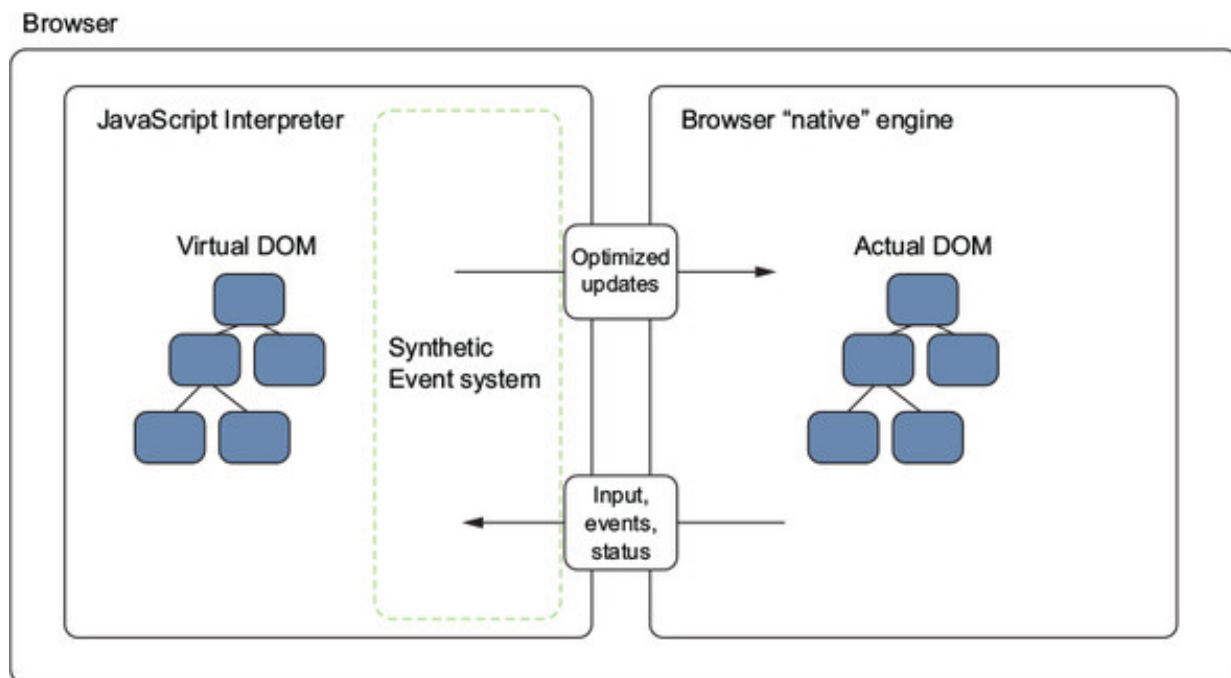 Browser
JavaScript Interpreter
Browser “native” engine
Virtual DOM
Actual DOM
Optimized
updates
Synthetic
Event system
Input,
events,
status